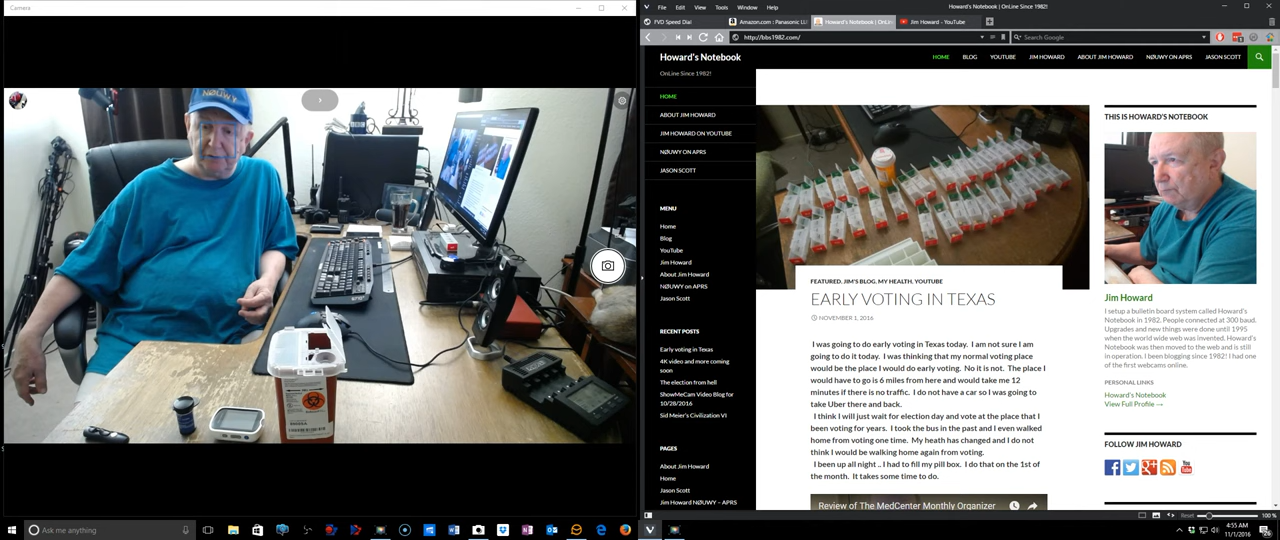 Camera
NØUWY
Howard's Notebook | OnLine Since 1982!
File Edit View Tools Window Help
FVD Speed Dial
Amazon.com : Panasonic LU
Howard's Notebook | OnLin
Jim Howard - YouTube
http://bbs1982.com/
Search Google
Howard's Notebook
HOME BLOG YOUTUBE JIM HOWARD ABOUT JIM HOWARD NØUWY ON APRS JASON SCOTT
OnLine Since 1982!
HOME
ABOUT JIM HOWARD
JIM HOWARD ON YOUTUBE
NØUWY ON APRS
JASON SCOTT
MENU
Home
Blog
YouTube
Jim Howard
About Jim Howard
NØUWY on APRS
Jason Scott
RECENT POSTS
Early voting in Texas
4K video and more coming
soon
The election from hell
ShowMeCam Video Blog for
10/28/2016
Sid Meier's Civilization VI
PAGES
About Jim Howard
Home
Jason Scott
Jim Howard NØUWY – APRS
FEATURED, JIM'S BLOG, MY HEALTH, YOUTUBE
EARLY VOTING IN TEXAS
NOVEMBER 1, 2016
I was going to do early voting in Texas today. I am not sure I am
going to do it today. I was thinking that my normal voting place
would be the place I would do early voting. No it is not. The place I
would have to go is 6 miles from here and would take me 12
minutes if there is no traffic. I do not have a car so I was going to
take Uber there and back.
I think I will just wait for election day and vote at the place that I
been voting for years. I took the bus in the past and I even walked
home from voting one time. My heath has changed and I do not
think I would be walking home again from voting.
I been up all night .. I had to fill my pill box. I do that on the 1st of
the month. It takes some time to do.
Review of The MedCenter Monthly Organizer
THIS IS HOWARD'S NOTEBOOK
Jim Howard
I setup a bulletin board system called Howard's
Notebook in 1982. People connected at 300 baud.
Upgrades and new things were done until 1995
when the world wide web was invented. Howard's
Notebook was then moved to the web and is still
in operation. I been blogging since 1982! I had one
of the first webcams online.
PERSONAL LINKS
Howard's Notebook
View Full Profile →
FOLLOW JIM HOWARD
You
Tube
Reset
100 %
Ask me anything
4:55 AM
11/1/2016